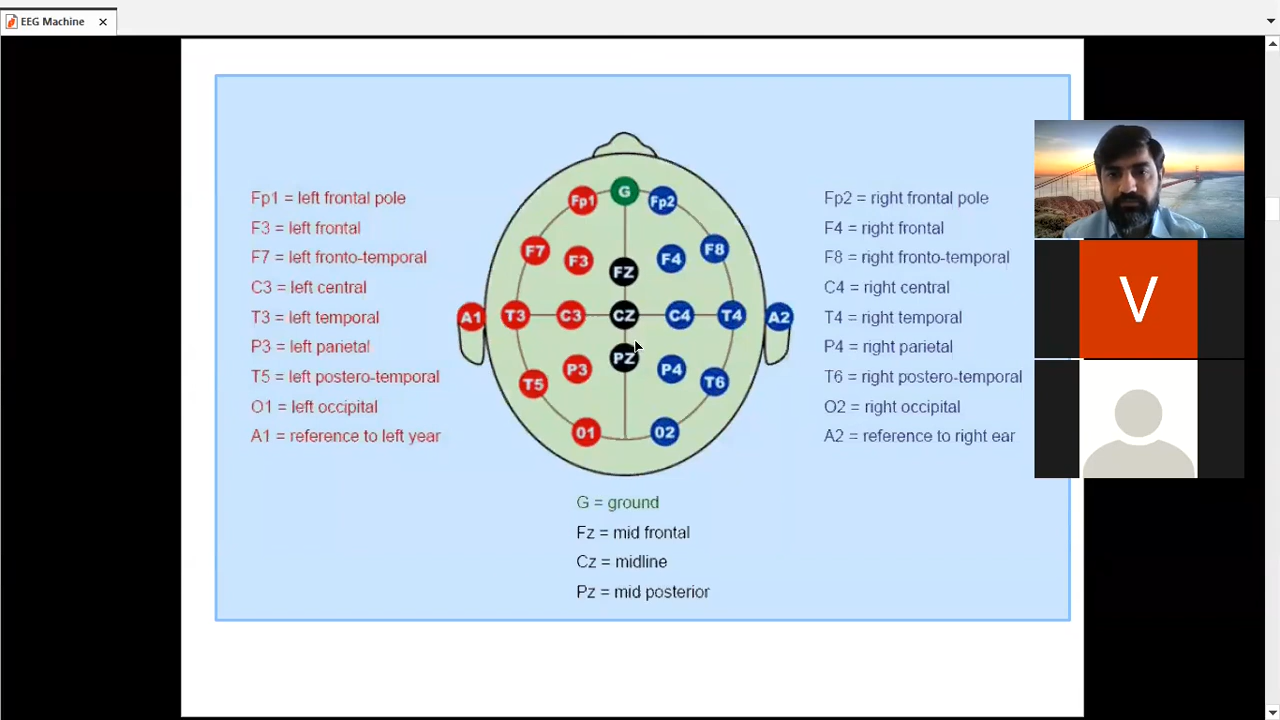 EEG Machine
Fp1 = left frontal pole
F3 = left frontal
F7 = left fronto-temporal
C3 = left central
T3 = left temporal
P3 = left parietal
T5 = left postero-temporal
O1 = left occipital
A1 = reference to left year
Fp1 G Fp2
F7 F3 FZ F4 F8
A1 T3 C3 CZ C4 T4 A2
T5 P3 PZ P4 T6
01 02
Fp2 = right frontal pole
F4 = right frontal
F8 = right fronto-temporal
C4 = right central
T4 = right temporal
P4 = right parietal
T6 = right postero-temporal
O2 = right occipital
A2 = reference to right ear
G = ground
Fz = mid frontal
Cz = midline
Pz = mid posterior
V